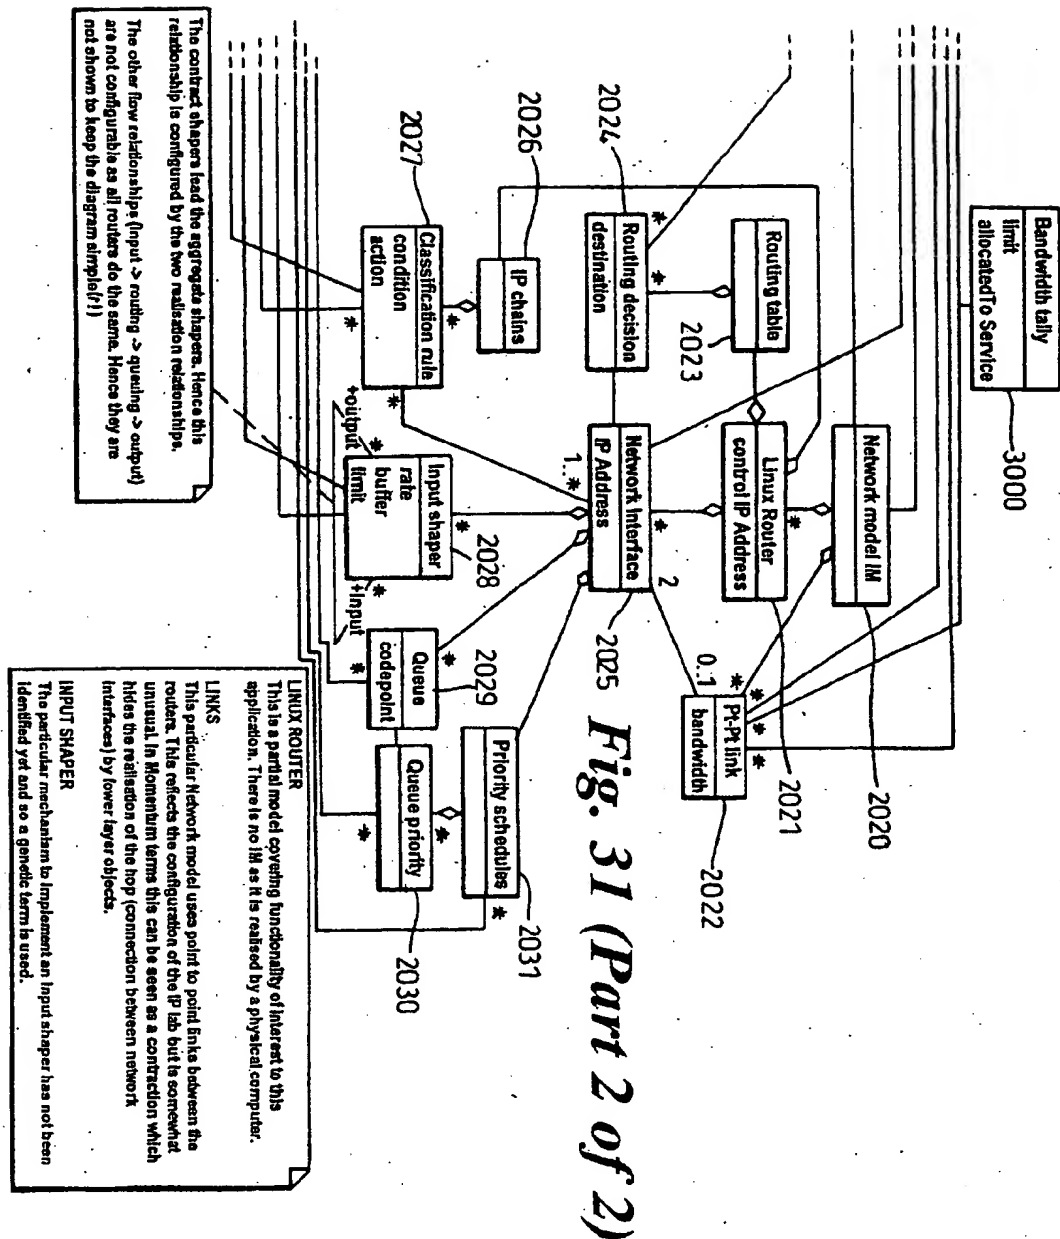 Bandwidth tally
limit
allocatedTo Service
3000
Network model IM
2020
Linux Router
control IP Address
2021
Pt-Pt link
bandwidth
2022
*
*
*
*
*
0..1
2
Routing table
2023
Routing decision
destination
2024
*
*
Network Interface
IP Address
2025
*
1..*
IP chains
2026
Classification rule
condition
action
2027
*
*
*
Input shaper
rate
buffer
limit
2028
*
*
*
+output
+Input
Queue
codepoint
2029
*
*
Priority schedules
2031
*
Queue priority
2030
*
*
Fig. 31 (Part 2 of 2)
The contract shapers lead the aggregate shapers. Hence this
relationship is configured by the two realisation relationships.
The other flow relationships (Input -> routing -> queuing -> output)
are not configurable as all routers do the same. Hence they are
not shown to keep the diagram simple(r!)
LINUX ROUTER
This is a partial model covering functionality of interest to this
application. There is no IM as it is realised by a physical computer.
LINKS
This particular Network model uses point to point links between the
routers. This reflects the configuration of the IP lab but is somewhat
unusual. In Momentum terms this can be seen as a contraction which
hides the realisation of the hop (connection between network
interfaces) by lower layer objects.
INPUT SHAPER
The particular mechanism to implement an Input shaper has not been
identified yet and so a genetic term is used.